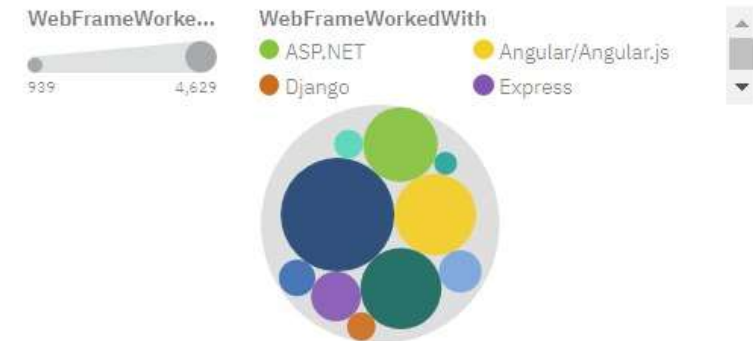 WebFrameWorke...
939 4,629
WebFrameWorkedWith
ASP.NET Angular/Angular.js
Django Express